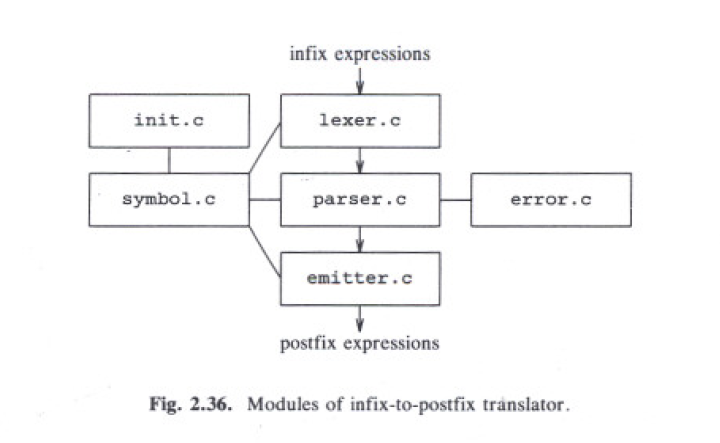 infix expressions
init.c
lexer.c
symbol.c
parser.c
error.c
emitter.c
postfix expressions
Fig. 2.36. Modules of infix-to-postfix translator.